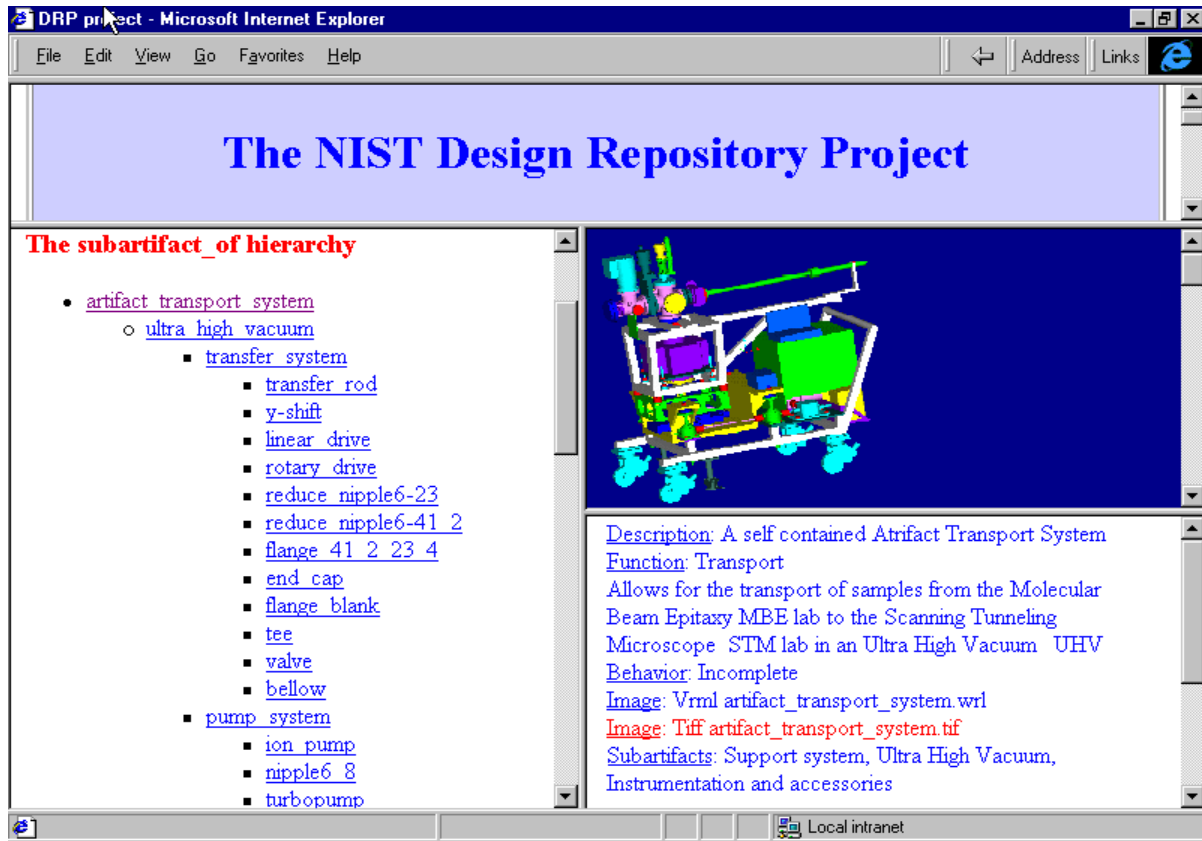 DRP project - Microsoft Internet Explorer
File Edit View Go Favorites Help Address Links
The NIST Design Repository Project
The subartifact_of hierarchy
artifact_transport_system
ultra_high_vacuum
transfer_system
transfer_rod
y-shift
linear_drive
rotary_drive
reduce_nipple6-23
reduce_nipple6-41_2
flange_41_2_23_4
end_cap
flange_blank
tee
valve
bellow
pump_system
ion_pump
nipple6_8
turbopump
Description: A self contained Atrifact Transport System
Function: Transport
Allows for the transport of samples from the Molecular
Beam Epitaxy MBE lab to the Scanning Tunneling
Microscope STM lab in an Ultra High Vacuum UHV
Behavior: Incomplete
Image: Vrml artifact_transport_system.wrl
Image: Tiff artifact_transport_system.tif
Subartifacts: Support system, Ultra High Vacuum,
Instrumentation and accessories
Local intranet